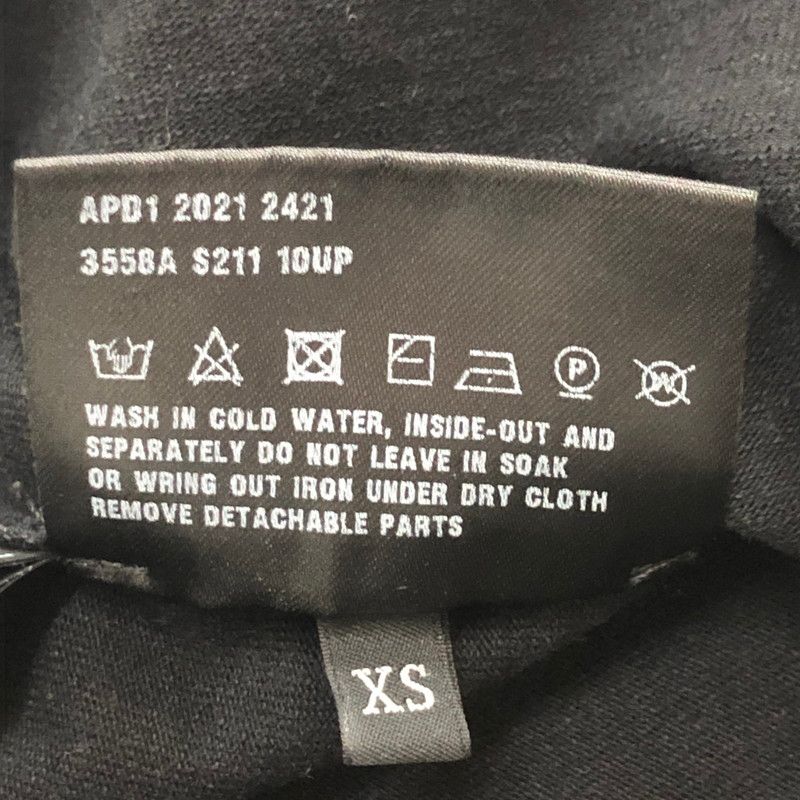 APD1 2021 2421
3558A S211 10UP
P
W
WASH IN COLD WATER, INSIDE-OUT AND
SEPARATELY DO NOT LEAVE IN SOAK
OR WRING OUT IRON UNDER DRY CLOTH
REMOVE DETACHABLE PARTS
XS